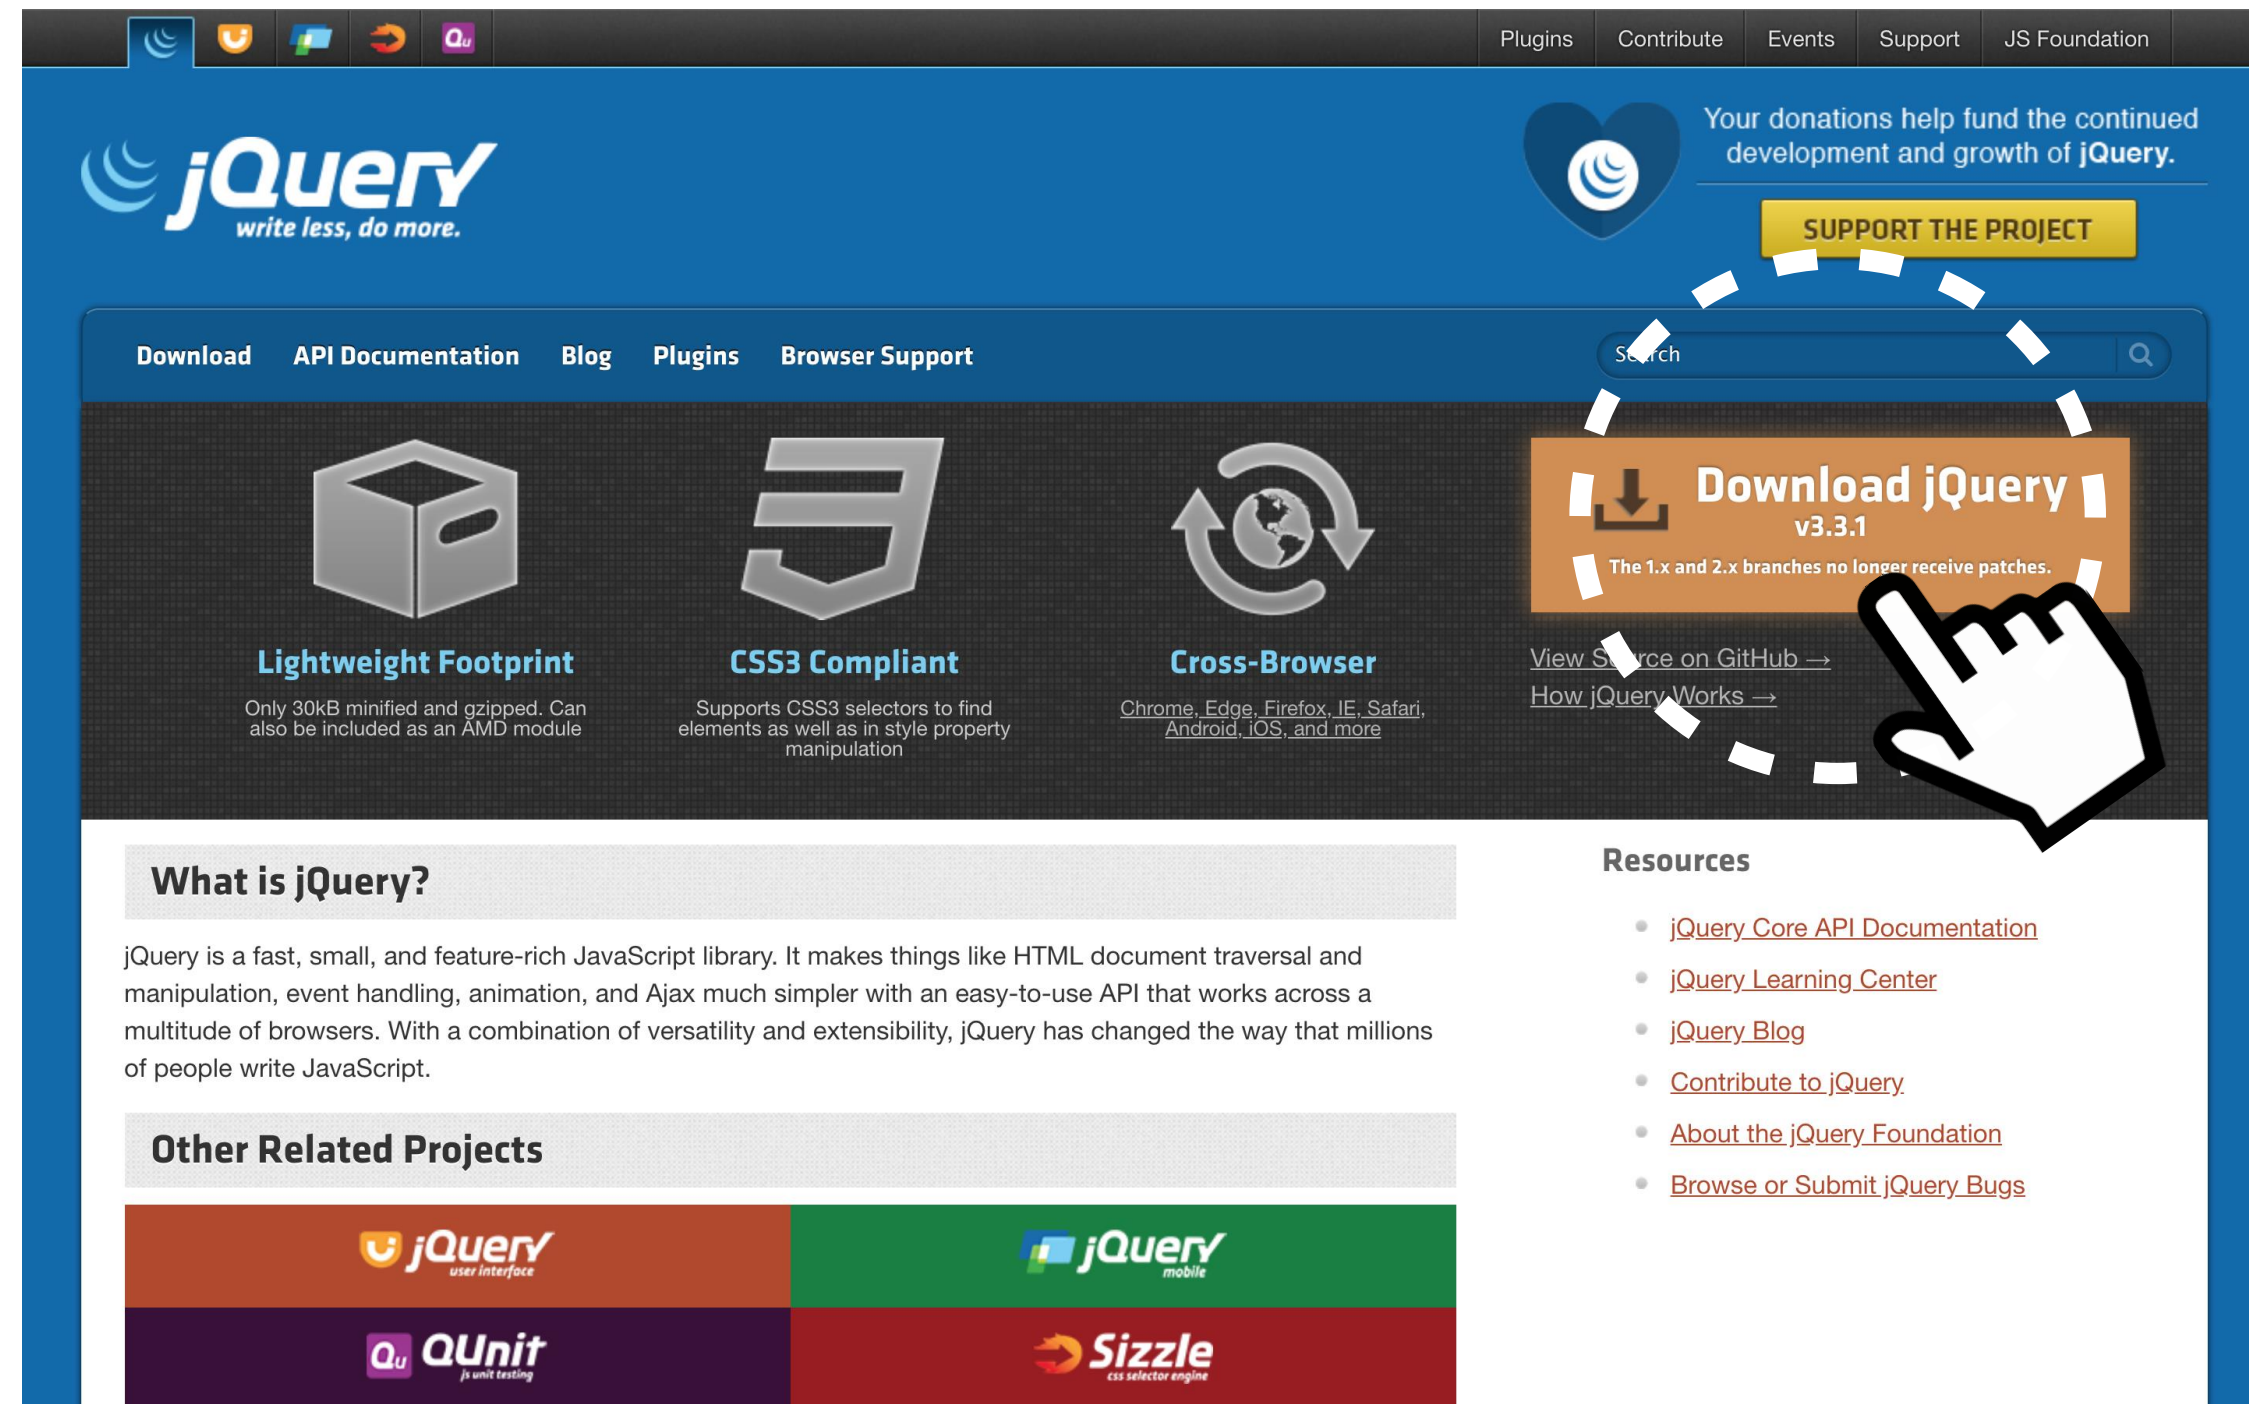 Qu
Plugins Contribute Events Support JS Foundation
jQuery
write less, do more.
Your donations help fund the continued
development and growth of jQuery.
SUPPORT THE PROJECT
Download API Documentation Blog Plugins Browser Support
Search
Download jQuery
v3.3.1
The 1.x and 2.x branches no longer receive patches.
View Source on GitHub →
How jQuery Works →
Lightweight Footprint
Only 30kB minified and gzipped. Can
also be included as an AMD module
CSS3 Compliant
Supports CSS3 selectors to find
elements as well as in style property
manipulation
Cross-Browser
Chrome, Edge, Firefox, IE, Safari,
Android, iOS, and more
What is jQuery?
jQuery is a fast, small, and feature-rich JavaScript library. It makes things like HTML document traversal and
manipulation, event handling, animation, and Ajax much simpler with an easy-to-use API that works across a
multitude of browsers. With a combination of versatility and extensibility, jQuery has changed the way that millions
of people write JavaScript.
Other Related Projects
jQuery
user interface
jQuery
mobile
Qu QUnit
js unit testing
Sizzle
css selector engine
Resources
jQuery Core API Documentation
jQuery Learning Center
jQuery Blog
Contribute to jQuery
About the jQuery Foundation
Browse or Submit jQuery Bugs